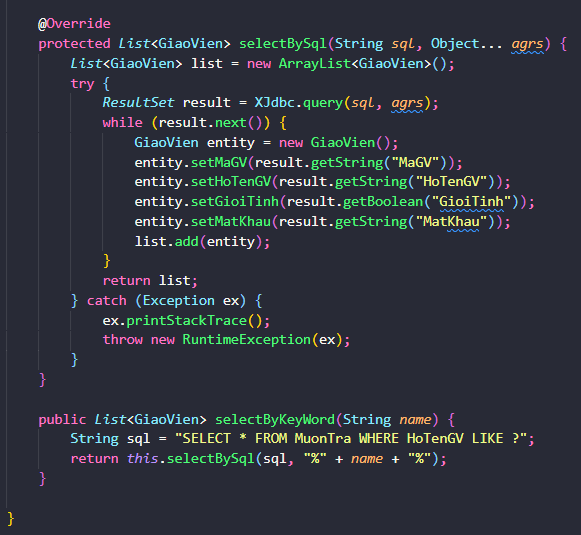 @Override
protected List<GiaoVien> selectBySql(String sql, Object... agrs) {
List<GiaoVien> list = new ArrayList<GiaoVien>();
try {
ResultSet result = XJdbc.query(sql, agrs);
while (result.next()) {
GiaoVien entity = new GiaoVien();
entity.setMaGV(result.getString("MaGV"));
entity.setHoTenGV(result.getString("HoTenGV"));
entity.setGioiTinh(result.getBoolean("GioiTinh"));
entity.setMatKhau(result.getString("MatKhau"));
list.add(entity);
}
return list;
} catch (Exception ex) {
ex.printStackTrace();
throw new RuntimeException(ex);
}
}
public List<GiaoVien> selectByKeyWord(String name) {
String sql = "SELECT * FROM MuonTra WHERE HoTenGV LIKE ?";
return this.selectBySql(sql, "%" + name + "%");
}
}